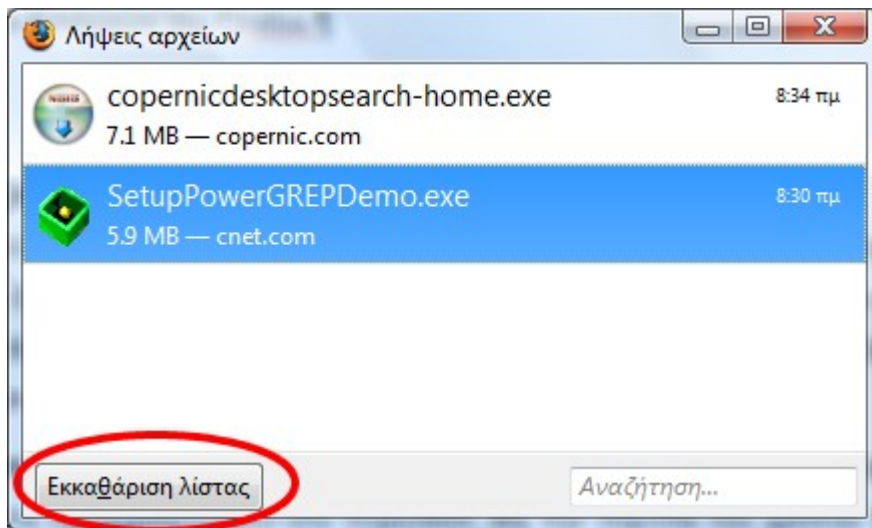 Λήψεις αρχείων
copernicdesktopsearch-home.exe 8:34 πμ
7.1 MB — copernic.com
SetupPowerGREPDemo.exe 8:30 πμ
5.9 MB — cnet.com
Εκκαθάριση λίστας Αναζήτηση...